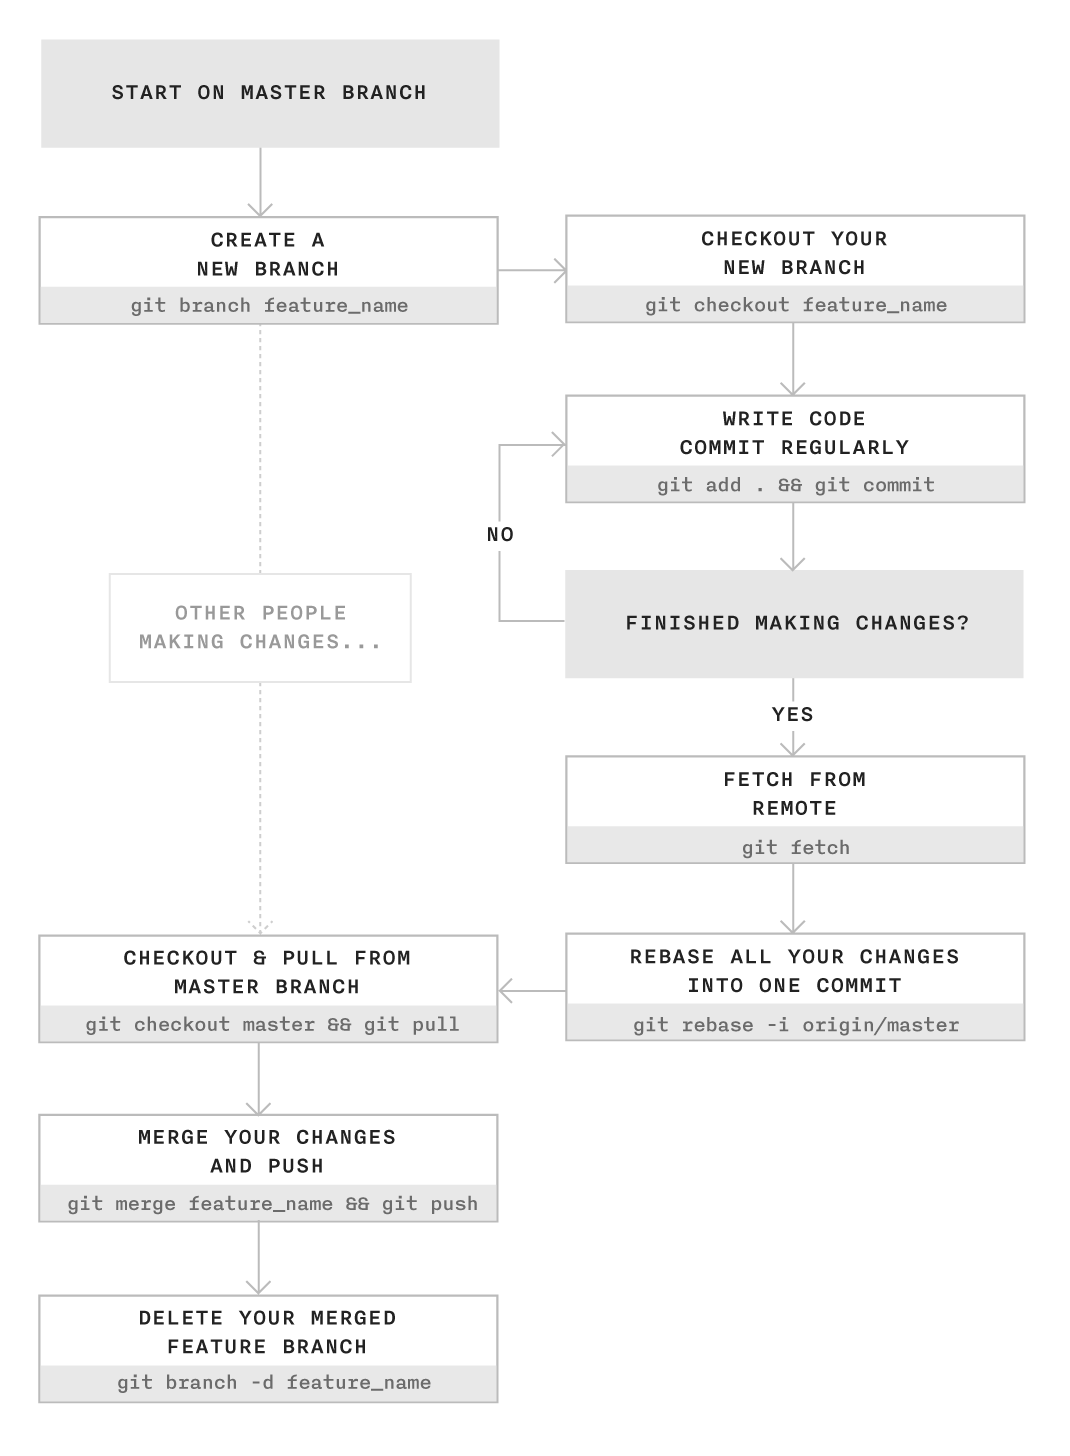 START ON MASTER BRANCH
CREATE A
NEW BRANCH
git branch feature_name
CHECKOUT YOUR
NEW BRANCH
git checkout feature_name
WRITE CODE
COMMIT REGULARLY
git add . && git commit
NO
OTHER PEOPLE
MAKING CHANGES...
FINISHED MAKING CHANGES?
YES
FETCH FROM
REMOTE
git fetch
REBASE ALL YOUR CHANGES
INTO ONE COMMIT
git rebase -i origin/master
CHECKOUT & PULL FROM
MASTER BRANCH
git checkout master && git pull
MERGE YOUR CHANGES
AND PUSH
git merge feature_name && git push
DELETE YOUR MERGED
FEATURE BRANCH
git branch -d feature_name